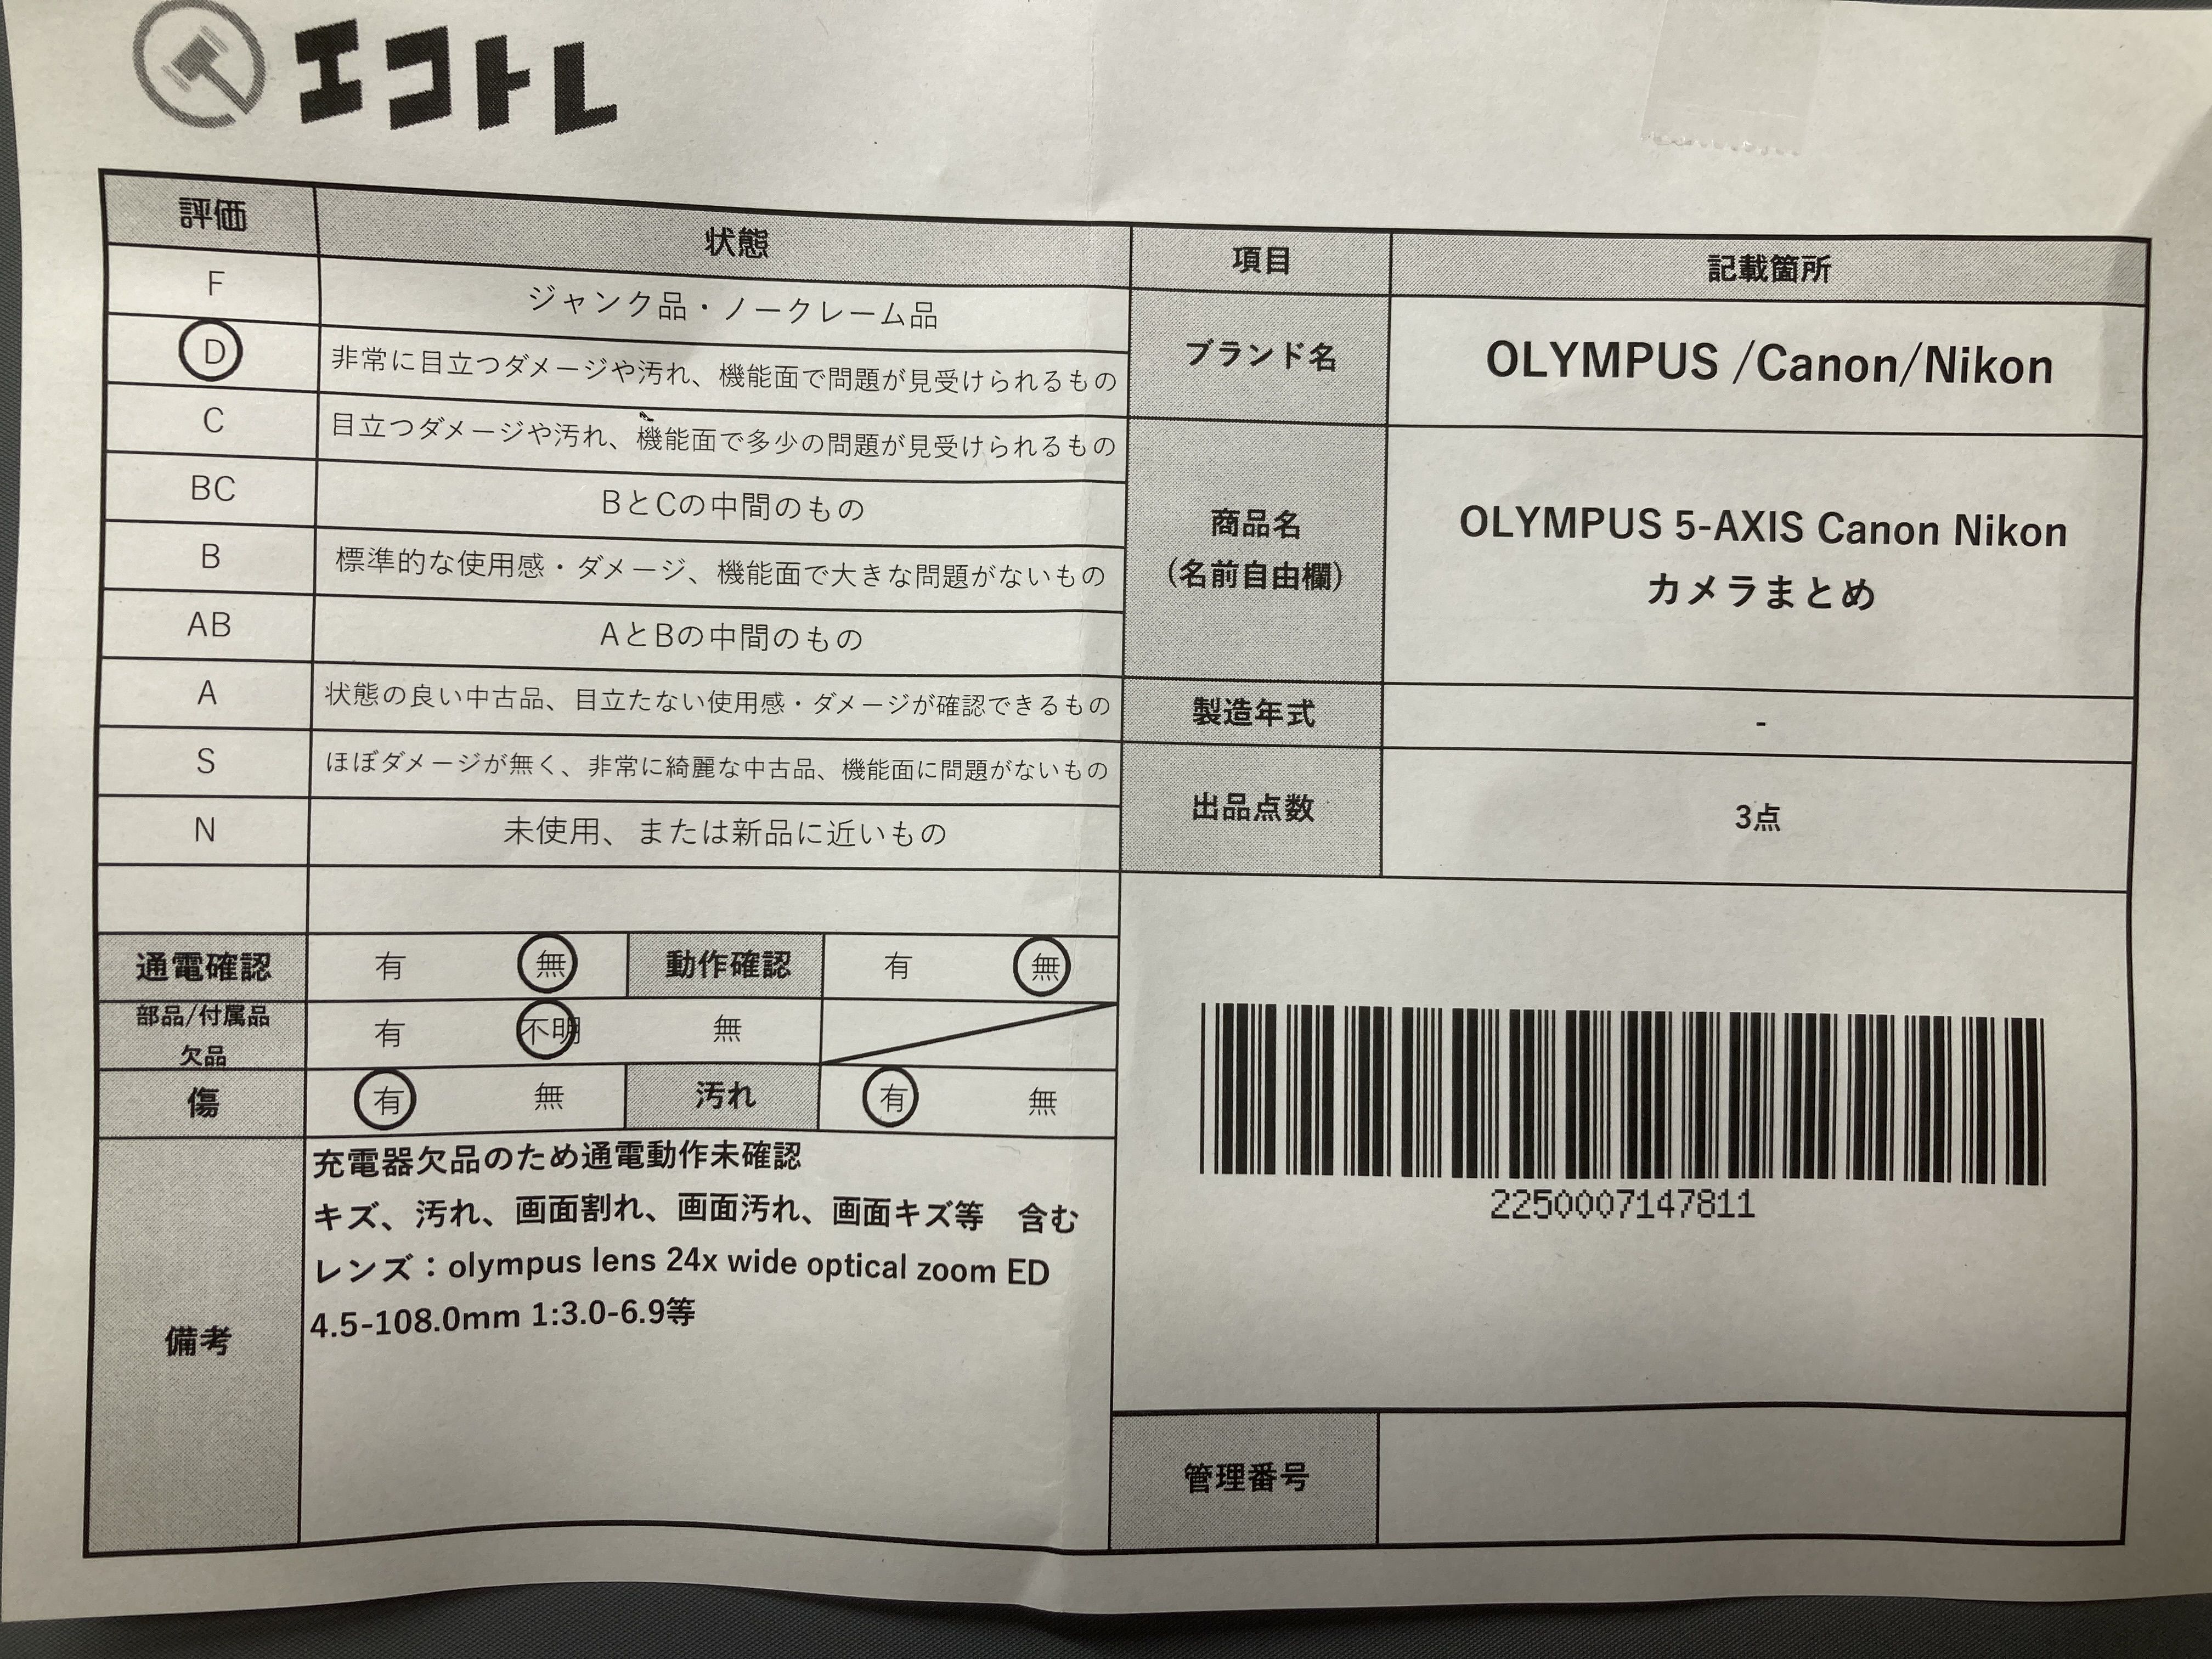 エコトレ
評価 状態
F ジャンク品・ノークレーム品
D 非常に目立つダメージや汚れ、機能面で問題が見受けられるもの
C 目立つダメージや汚れ、機能面で多少の問題が見受けられるもの
BC BとCの中間のもの
B 標準的な使用感・ダメージ、機能面で大きな問題がないもの
AB AとBの中間のもの
A 状態の良い中古品、目立たない使用感・ダメージが確認できるもの
S ほぼダメージが無く、非常に綺麗な中古品、機能面に問題がないもの
N 未使用、または新品に近いもの
通電確認 有 無 動作確認 有 無
部品/付属品
欠品
有 不明 無
傷 有 無 汚れ 有 無
備考
充電器欠品のため通電動作未確認
キズ、汚れ、画面割れ、画面汚れ、画面キズ等 含む
レンズ：olympus lens 24x wide optical zoom ED
4.5-108.0mm 1:3.0-6.9等
項目 記載箇所
ブランド名 OLYMPUS /Canon/Nikon
商品名
(名前自由欄)
OLYMPUS 5-AXIS Canon Nikon
カメラまとめ
製造年式 -
出品点数 3点
2250007147811
管理番号